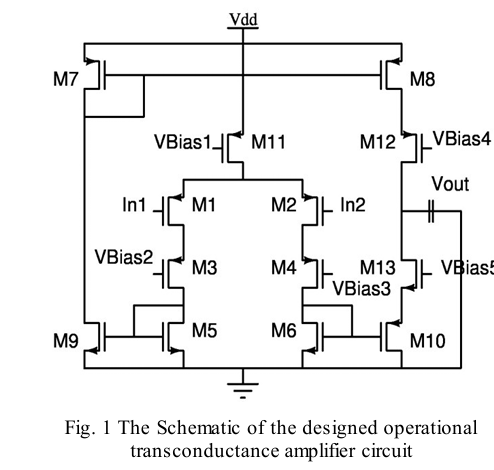 Vdd
M7
M8
VBias1
M11
M12
VBias4
Vout
In1
M1
M2
In2
VBias2
M3
M4
M13
VBias5
VBias3
M9
M5
M6
M10
Fig. 1 The Schematic of the designed operational
transconductance amplifier circuit